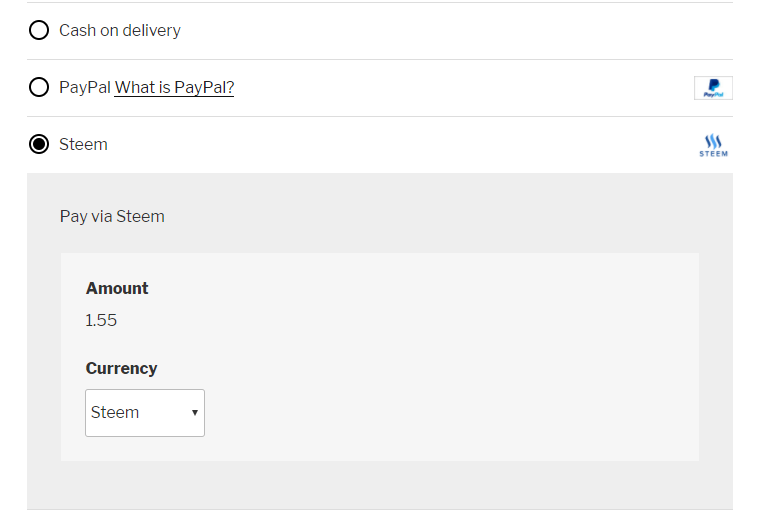 Cash on delivery
PayPal What is PayPal?
PayPal
Steem
STEEM
Pay via Steem
Amount
1.55
Currency
Steem